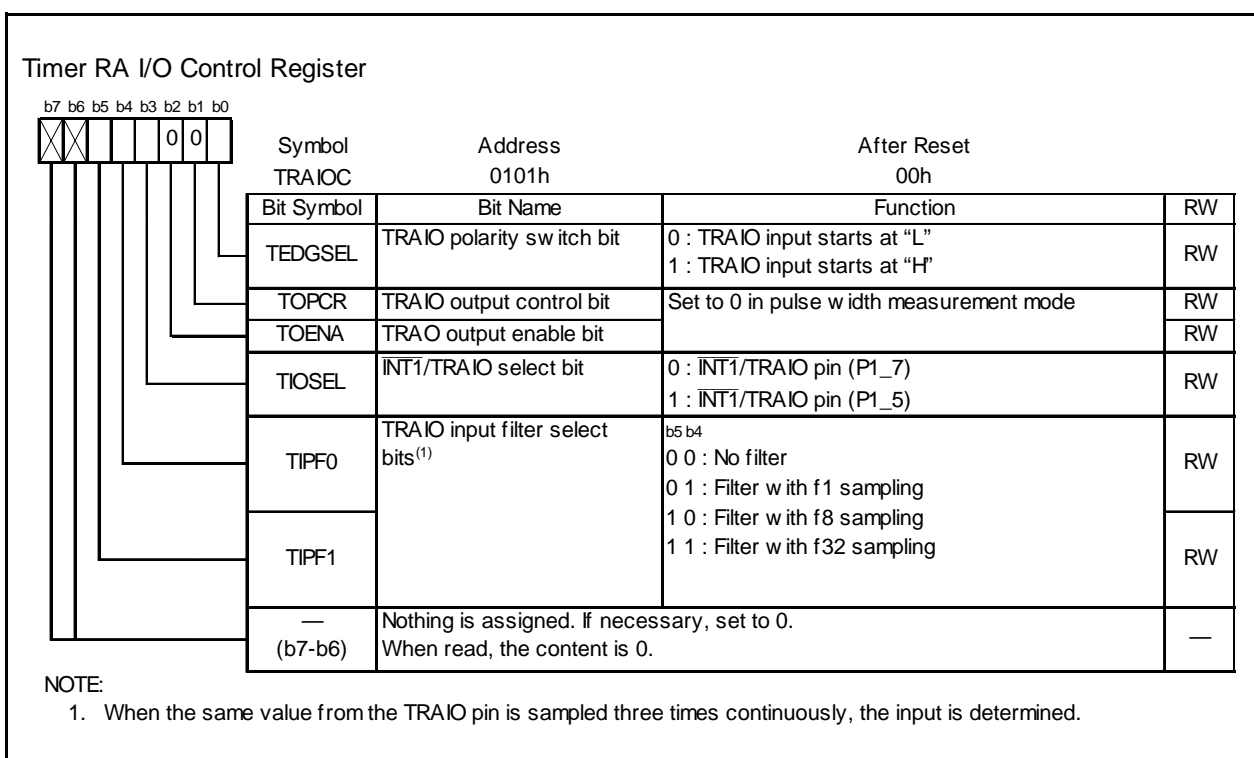 Timer RA I/O Control Register
b7 b6 b5 b4 b3 b2 b1 b0
0 0
Symbol Address After Reset
TRAIOC 0101h 00h
Bit Symbol Bit Name Function RW
TEDGSEL TRAIO polarity switch bit 0 : TRAIO input starts at “L” RW
1 : TRAIO input starts at “H”
TOPCR TRAIO output control bit Set to 0 in pulse width measurement mode RW
TOENA TRAO output enable bit RW
TIOSEL INT1/TRAIO select bit 0 : INT1/TRAIO pin (P1_7) RW
1 : INT1/TRAIO pin (P1_5)
TIPF0 TRAIO input filter select b5 b4 RW
bits(1) 0 0 : No filter
0 1 : Filter with f1 sampling
TIPF1 1 0 : Filter with f8 sampling RW
1 1 : Filter with f32 sampling
— Nothing is assigned. If necessary, set to 0. —
(b7-b6) When read, the content is 0.
NOTE:
1. When the same value from the TRAIO pin is sampled three times continuously, the input is determined.